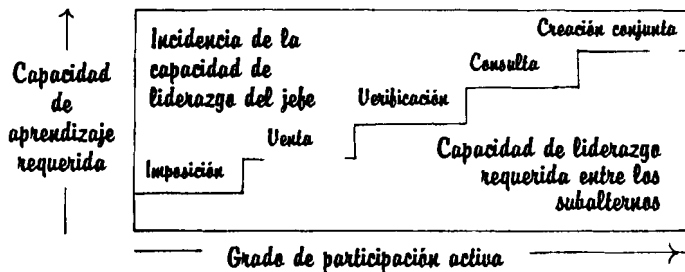 Capacidad
de
aprendizaje
requerida
Incidencia de la
capacidad de
liderazgo del jefe
Imposición
Venta
Verificación
Consulta
Creación conjunta
Capacidad de liderazgo
requerida entre los
subalternos
Grado de participación activa